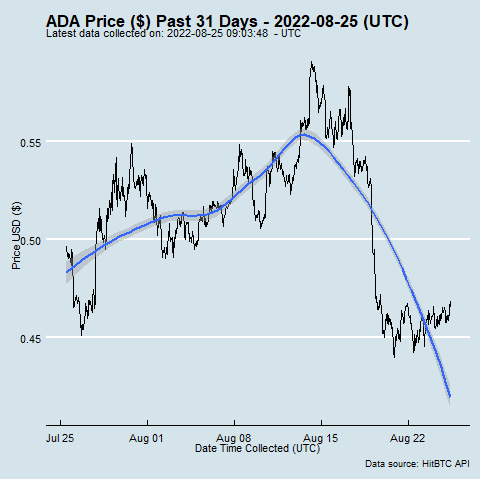 ADA Price ($) Past 31 Days - 2022-08-25 (UTC)
Latest data collected on: 2022-08-25 09:03:48 - UTC
0.55
0.50
0.45
Price USD ($)
Jul 25 Aug 01 Aug 08 Aug 15 Aug 22
Date Time Collected (UTC)
Data source: HitBTC API